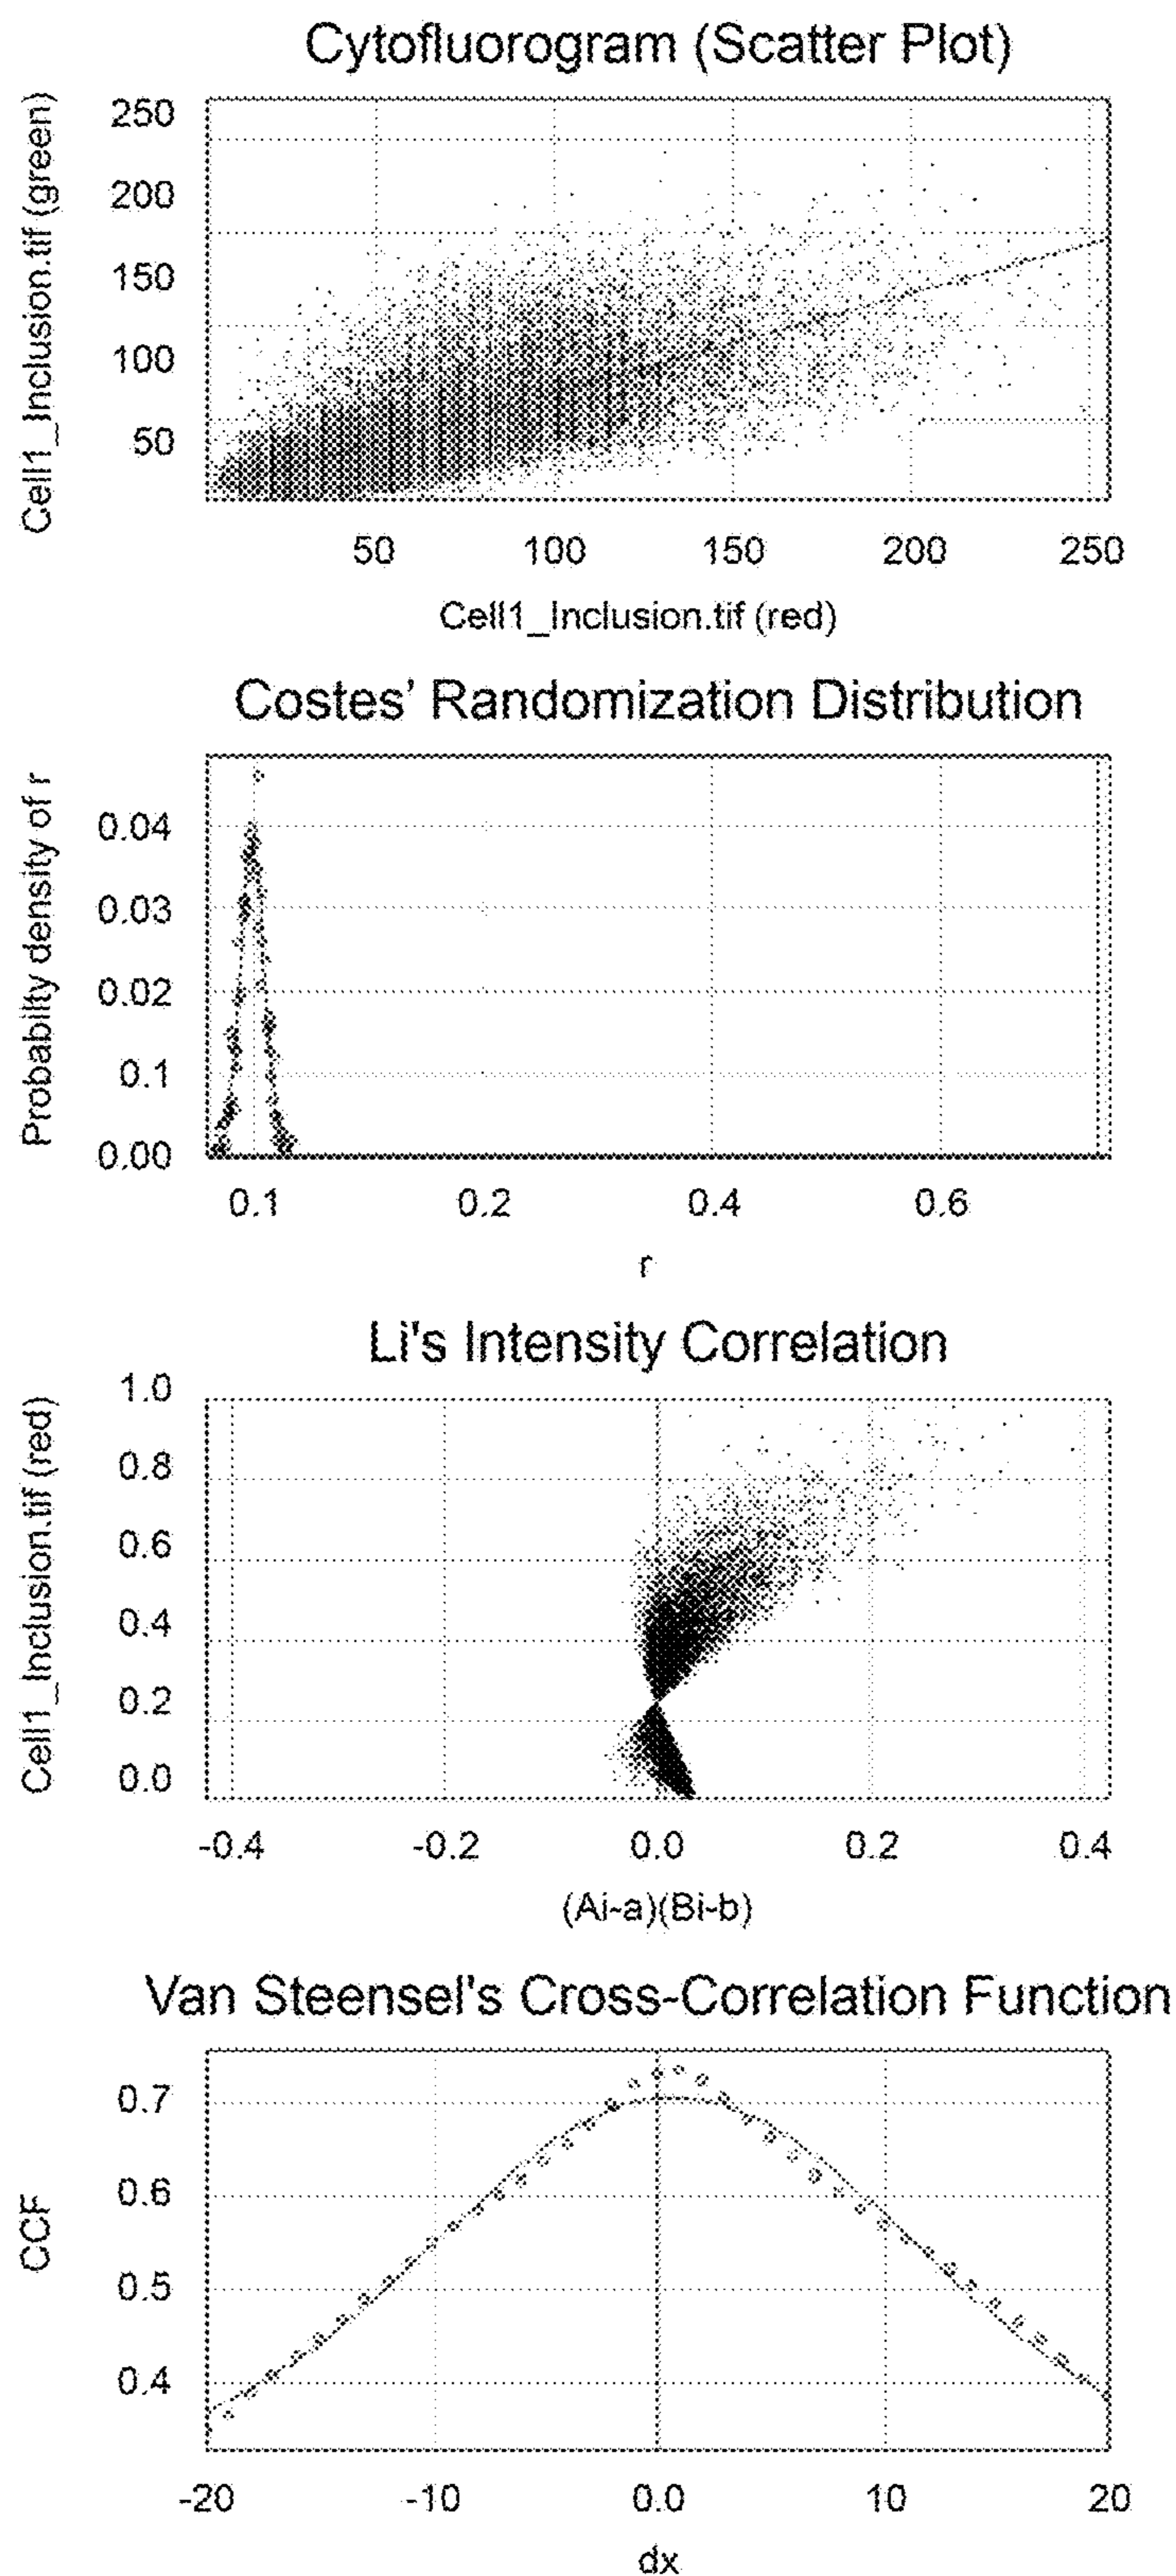 Cytofluorogram (Scatter Plot)
Cell1_Inclusion.tif (green)
250
200
150
100
50
50 100 150 200 250
Cell1_Inclusion.tif (red)
Costes' Randomization Distribution
Probabilty density of r
0.04
0.03
0.02
0.1
0.00
0.1 0.2 0.4 0.6
r
Li's Intensity Correlation
Cell1_Inclusion.tif (red)
1.0
0.8
0.6
0.4
0.2
0.0
-0.4 -0.2 0.0 0.2 0.4
(Ai-a)(Bi-b)
Van Steensel's Cross-Correlation Function
CCF
0.7
0.6
0.5
0.4
-20 -10 0.0 10 20
dx